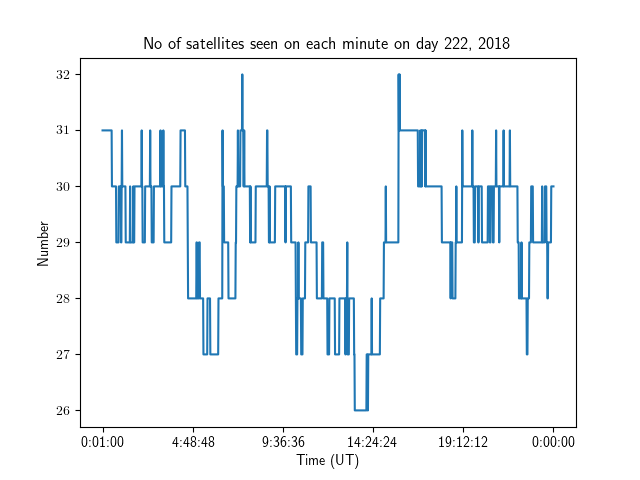 No of satellites seen on each minute on day 222, 2018
32
31
30
29
28
27
26
Number
0:01:00 4:48:48 9:36:36 14:24:24 19:12:12 0:00:00
Time (UT)